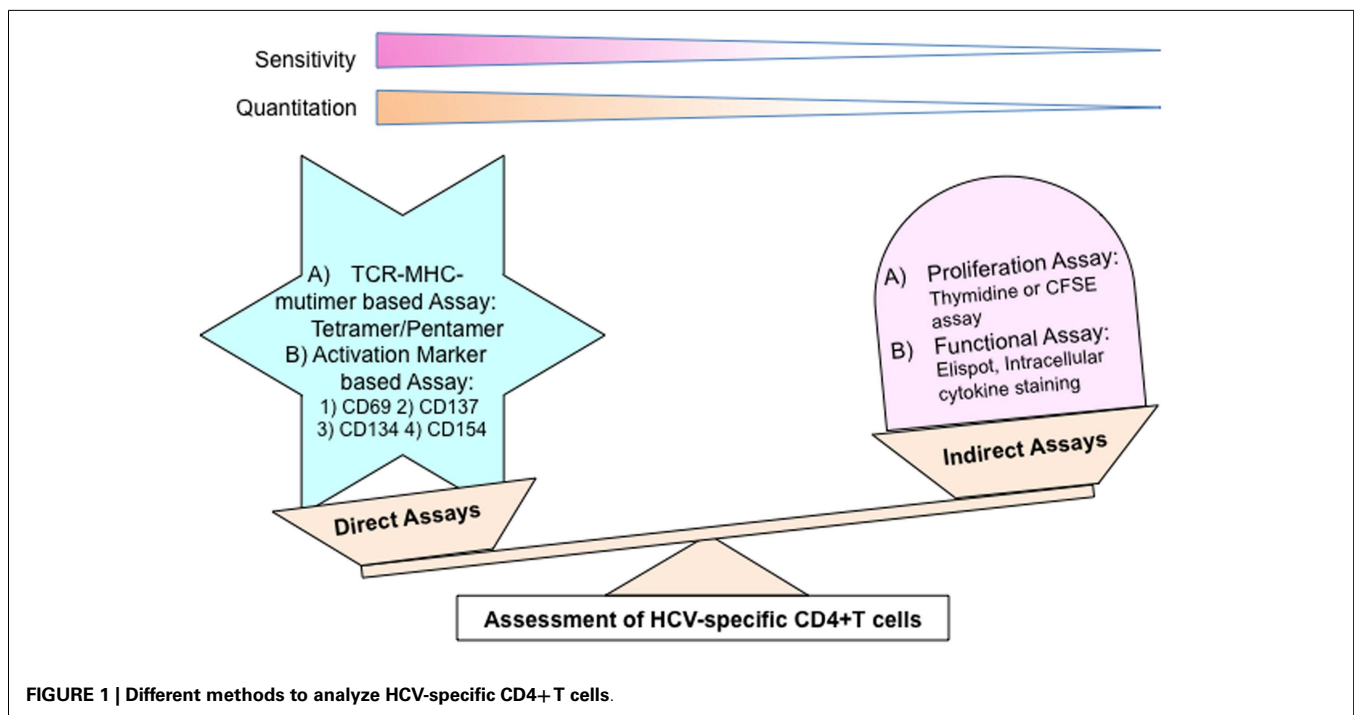 Sensitivity
Quantitation
A) TCR-MHC-
mutimer based Assay:
Tetramer/Pentamer
B) Activation Marker
based Assay:
1) CD69 2) CD137
3) CD134 4) CD154
Direct Assays
A) Proliferation Assay:
Thymidine or CFSE
assay
B) Functional Assay:
Elispot, Intracellular
cytokine staining
Indirect Assays
Assessment of HCV-specific CD4+T cells
FIGURE 1 | Different methods to analyze HCV-specific CD4+ T cells.